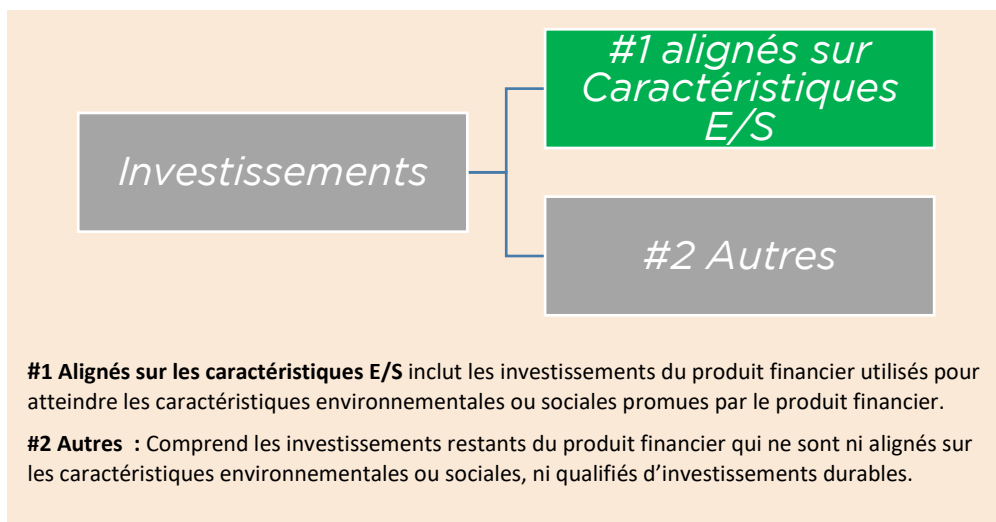 #1 alignés sur
Caractéristiques
E/S
Investissements
#2 Autres
#1 Alignés sur les caractéristiques E/S inclut les investissements du produit financier utilisés pour
atteindre les caractéristiques environnementales ou sociales promues par le produit financier.
#2 Autres : Comprend les investissements restants du produit financier qui ne sont ni alignés sur
les caractéristiques environnementales ou sociales, ni qualifiés d’investissements durables.